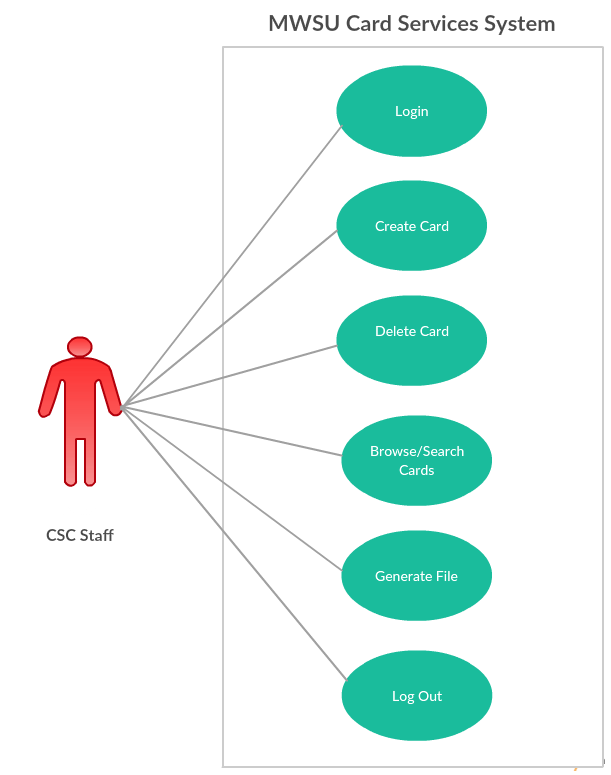 MWSU Card Services System
Login
Create Card
Delete Card
Browse/Search
Cards
CSC Staff
Generate File
Log Out